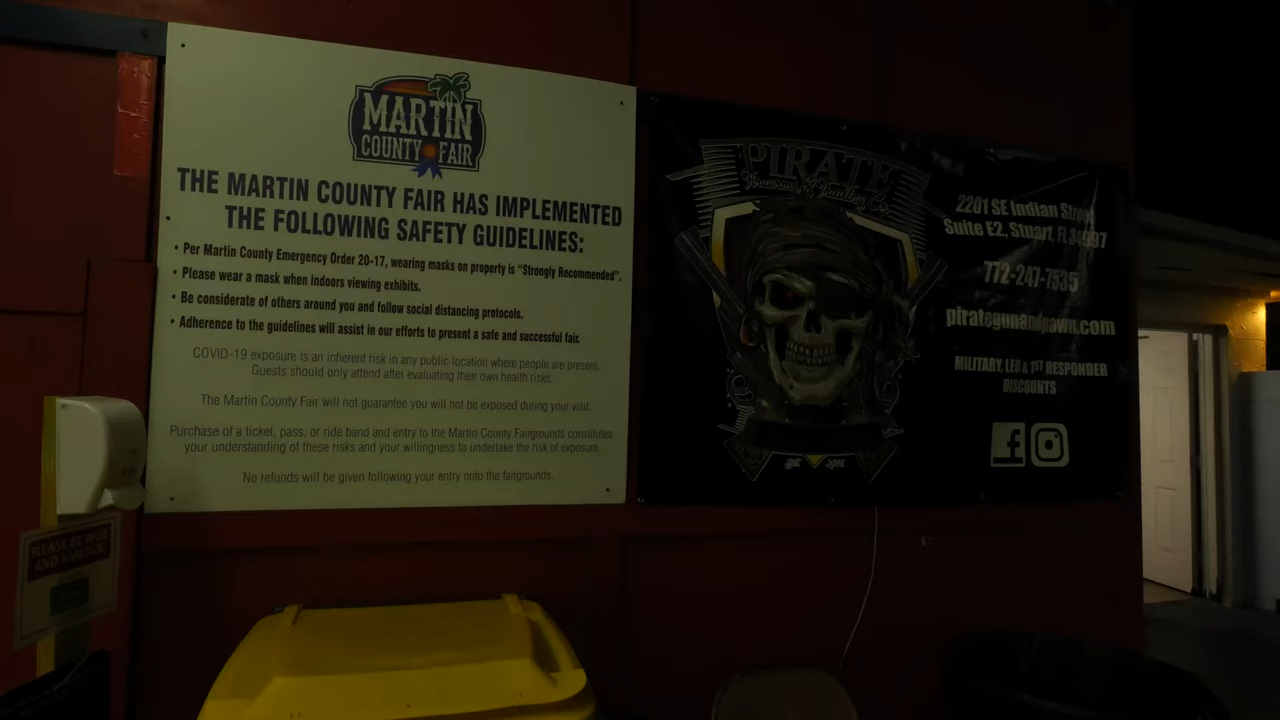 MARTIN
COUNTY FAIR
THE MARTIN COUNTY FAIR HAS IMPLEMENTED
THE FOLLOWING SAFETY GUIDELINES:
• Per Martin County Emergency Order 20-17, wearing masks on property is “Strongly Recommended”.
• Please wear a mask when indoors viewing exhibits.
• Be considerate of others around you and follow social distancing protocols.
• Adherence to the guidelines will assist in our efforts to present a safe and successful fair.
COVID-19 exposure is an inherent risk in any public location where people are present.
Guests should only attend after evaluating their own health risks.
The Martin County Fair will not guarantee you will not be exposed during your visit.
Purchase of a ticket, pass, or ride band and entry to the Martin County Fairgrounds constitutes
your understanding of these risks and your willingness to undertake the risk of exposure.
No refunds will be given following your entry onto the fairgrounds.
PIRATE
Firearms & Trading Co.
2201 SE Indian Street
Suite E2, Stuart, FL 34997
772-247-7535
pirategunandpawn.com
MILITARY, LEO & 1ST RESPONDER
DISCOUNTS
PLEASE BE WISE
AND SANITIZE